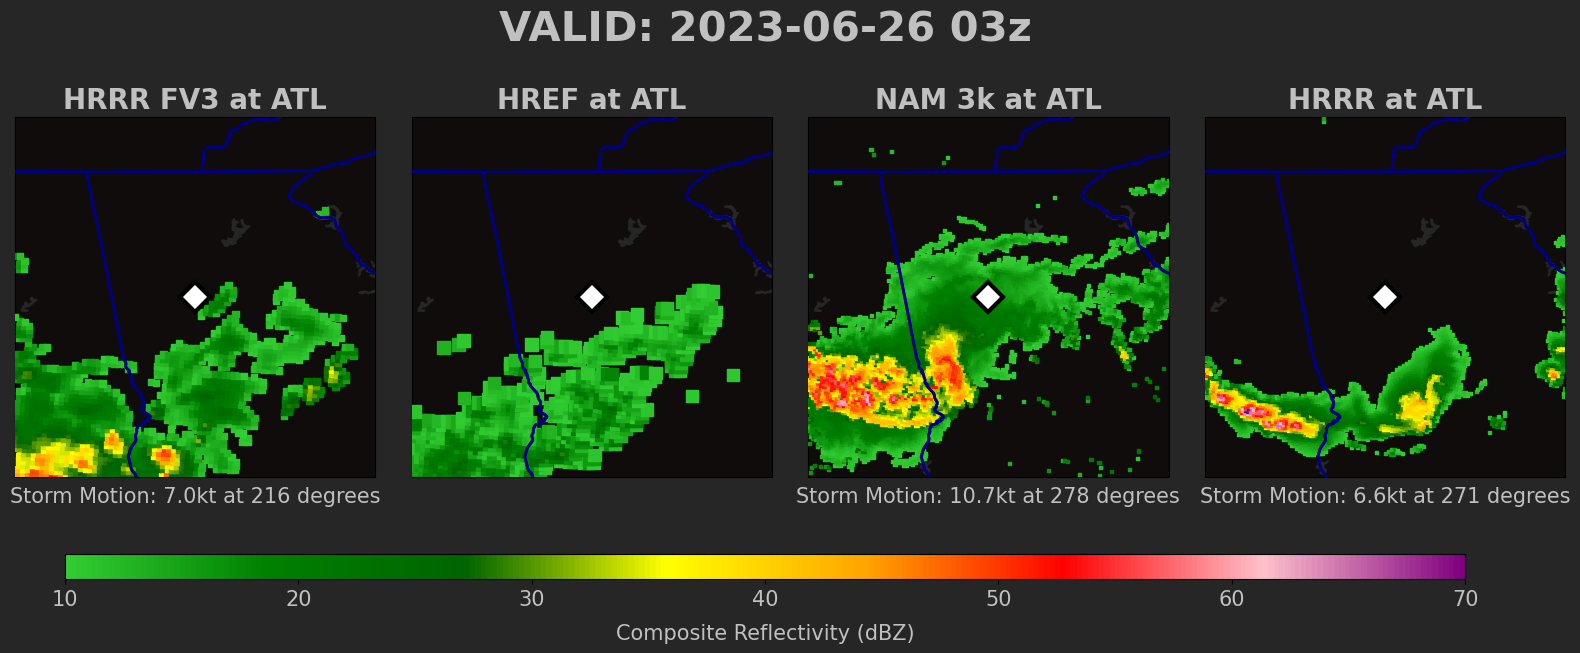 VALID: 2023-06-26 03z
HRRR FV3 at ATL
HREF at ATL
NAM 3k at ATL
HRRR at ATL
Storm Motion: 7.0kt at 216 degrees
Storm Motion: 10.7kt at 278 degrees
Storm Motion: 6.6kt at 271 degrees
10 20 30 40 50 60 70
Composite Reflectivity (dBZ)